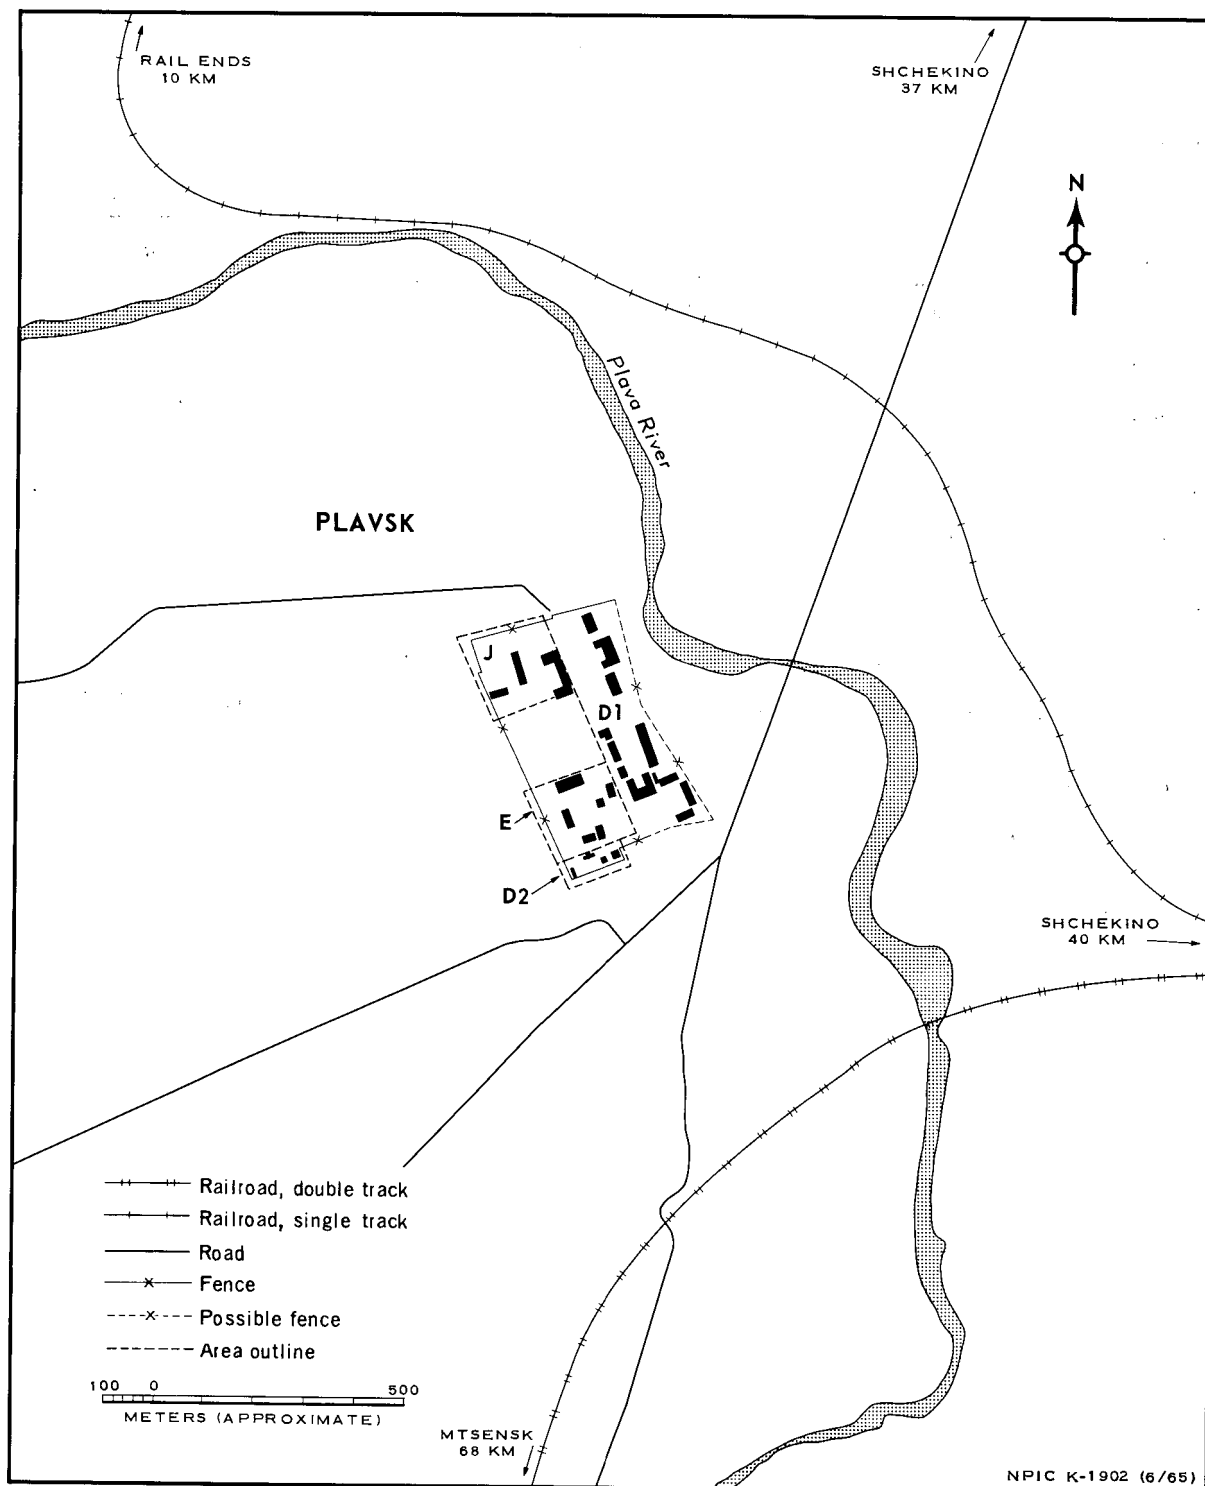 RAIL ENDS
10 KM
SHCHEKINO
37 KM
N
Plava River
PLAVSK
J
D1
E
D2
SHCHEKINO
40 KM
Railroad, double track
Railroad, single track
Road
Fence
Possible fence
Area outline
100 0 500
METERS (APPROXIMATE)
MTSENSK
68 KM
NPIC K-1902 (6/65)